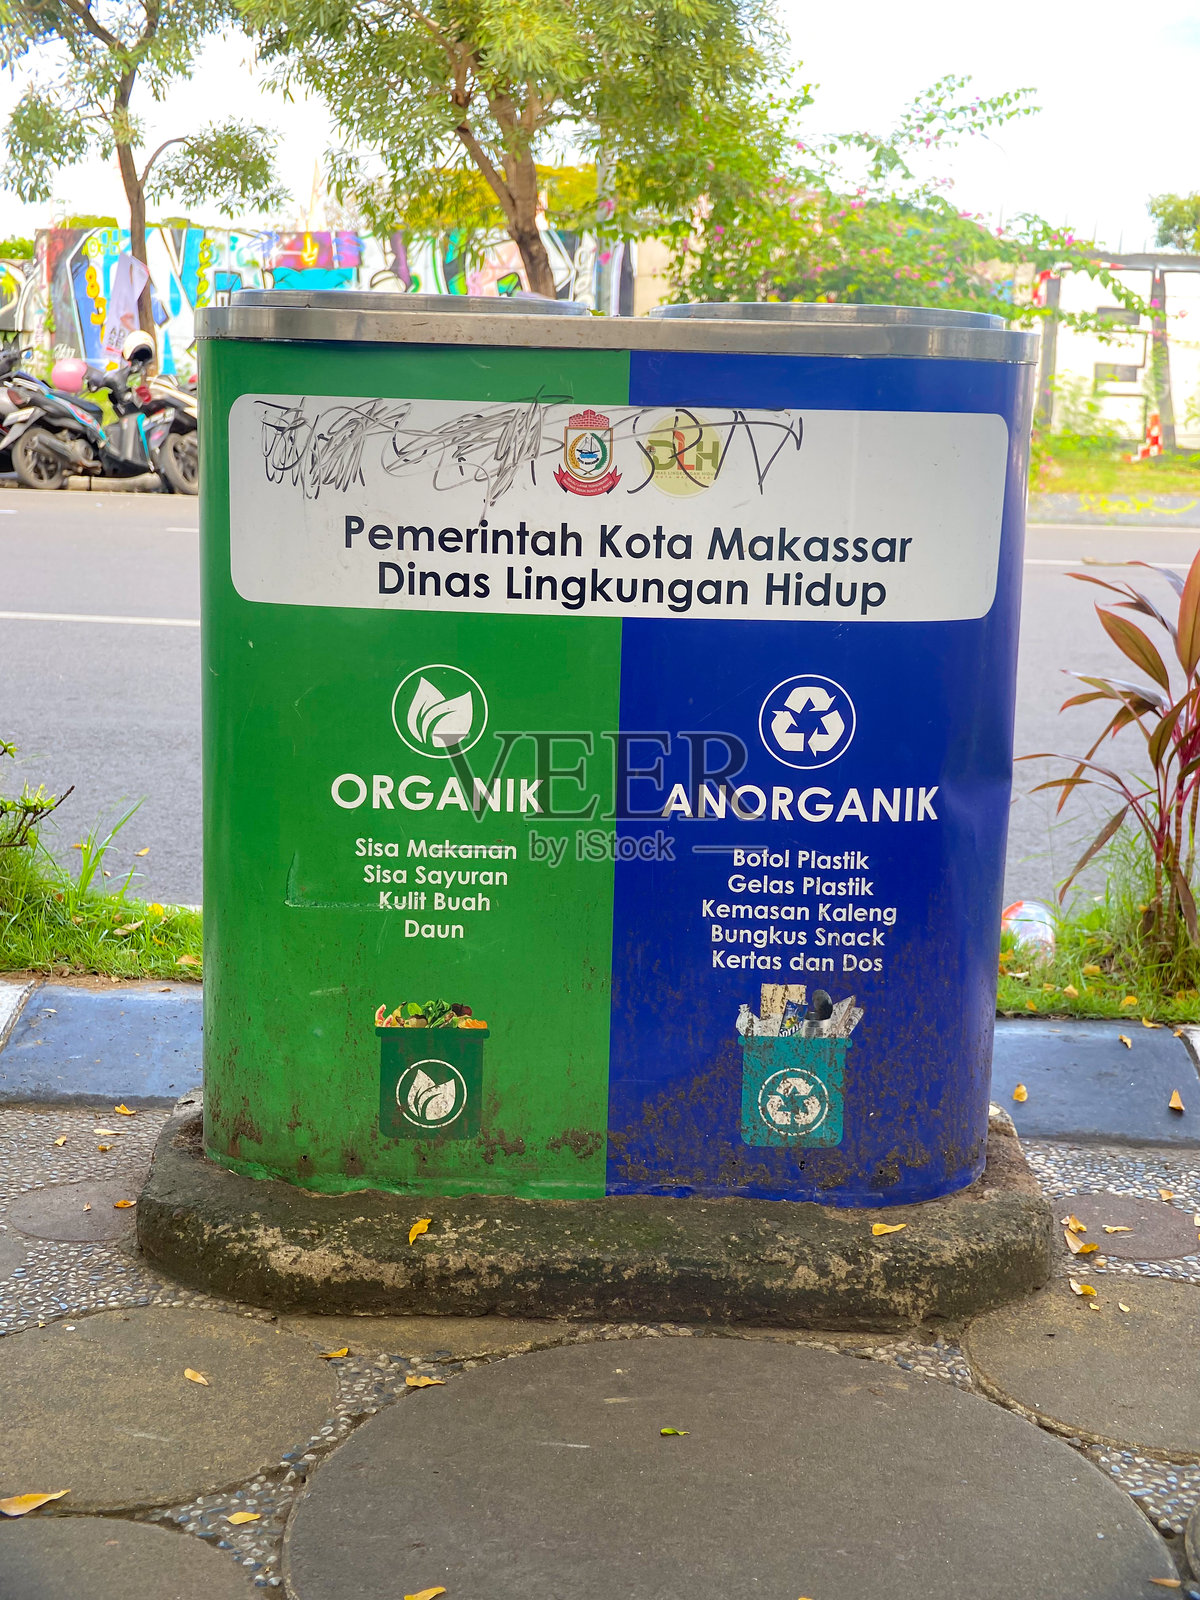 DLH
Pemerintah Kota Makassar
Dinas Lingkungan Hidup
ORGANIK
Sisa Makanan
Sisa Sayuran
Kulit Buah
Daun
ANORGANIK
Botol Plastik
Gelas Plastik
Kemasan Kaleng
Bungkus Snack
Kertas dan Dos
VEER
by iStock